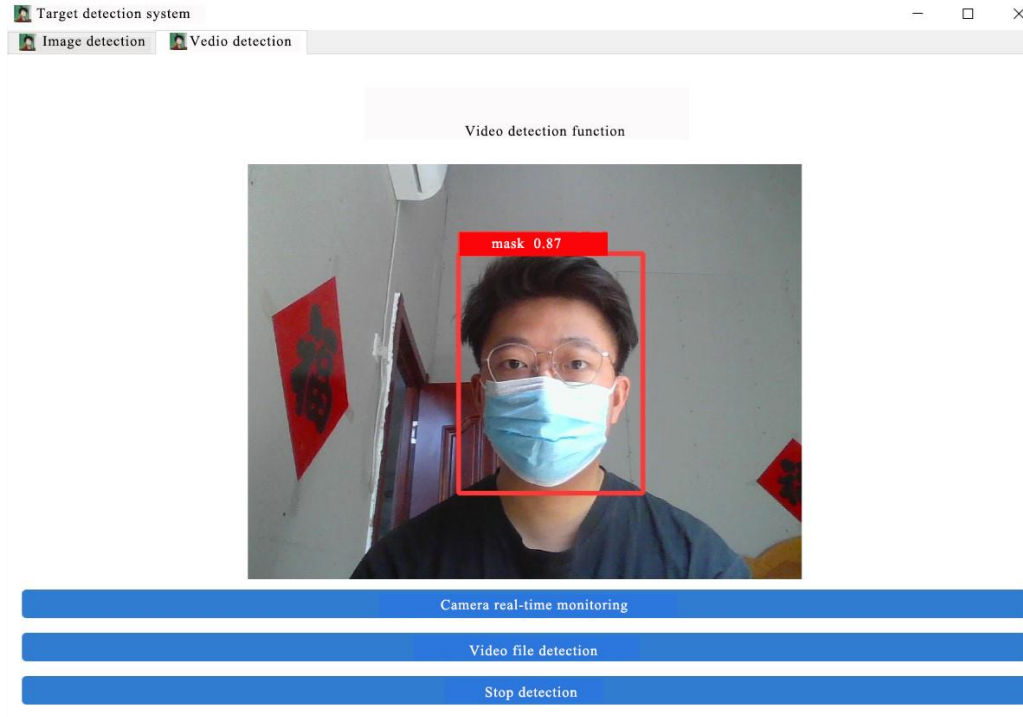 Target detection system
Image detection
Vedio detection
Video detection function
mask 0.87
福
Camera real-time monitoring
Video file detection
Stop detection